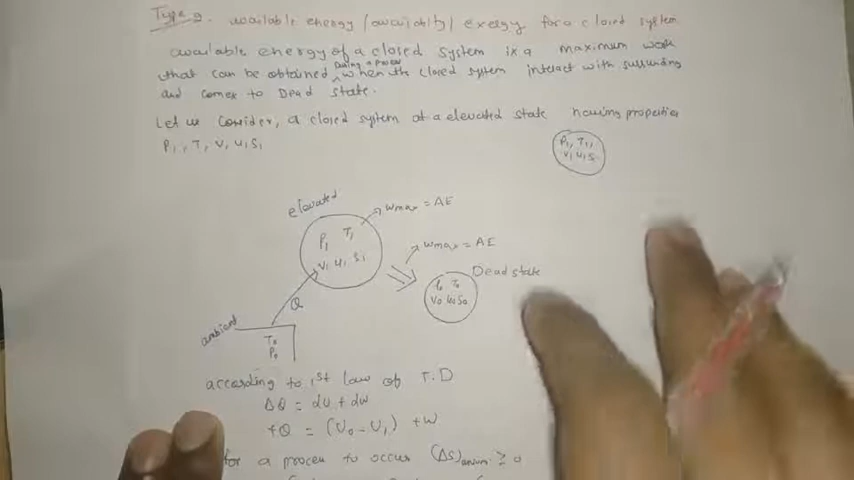 Type 2. available energy / availability / exergy for a closed system
available energy of a closed system is a maximum work
that can be obtained during a process when the closed system interact with surrounding
and comes to Dead state.
Let us Consider, a closed system at a elevated state having properties
P1, T1 V1 U1 S1
P1, T1,
V1 U1 S1
elevated
Wmax = AE
P1 T1
V1 U1 S1
Wmax = AE
Dead state
P0 T0
V0 U0 S0
Q
ambient
T0
P0
according to 1st law of T.D
ΔQ = dU + dW
+Q = (U0 - U1) + W
for a process to occur (ΔS)univ ≥ 0